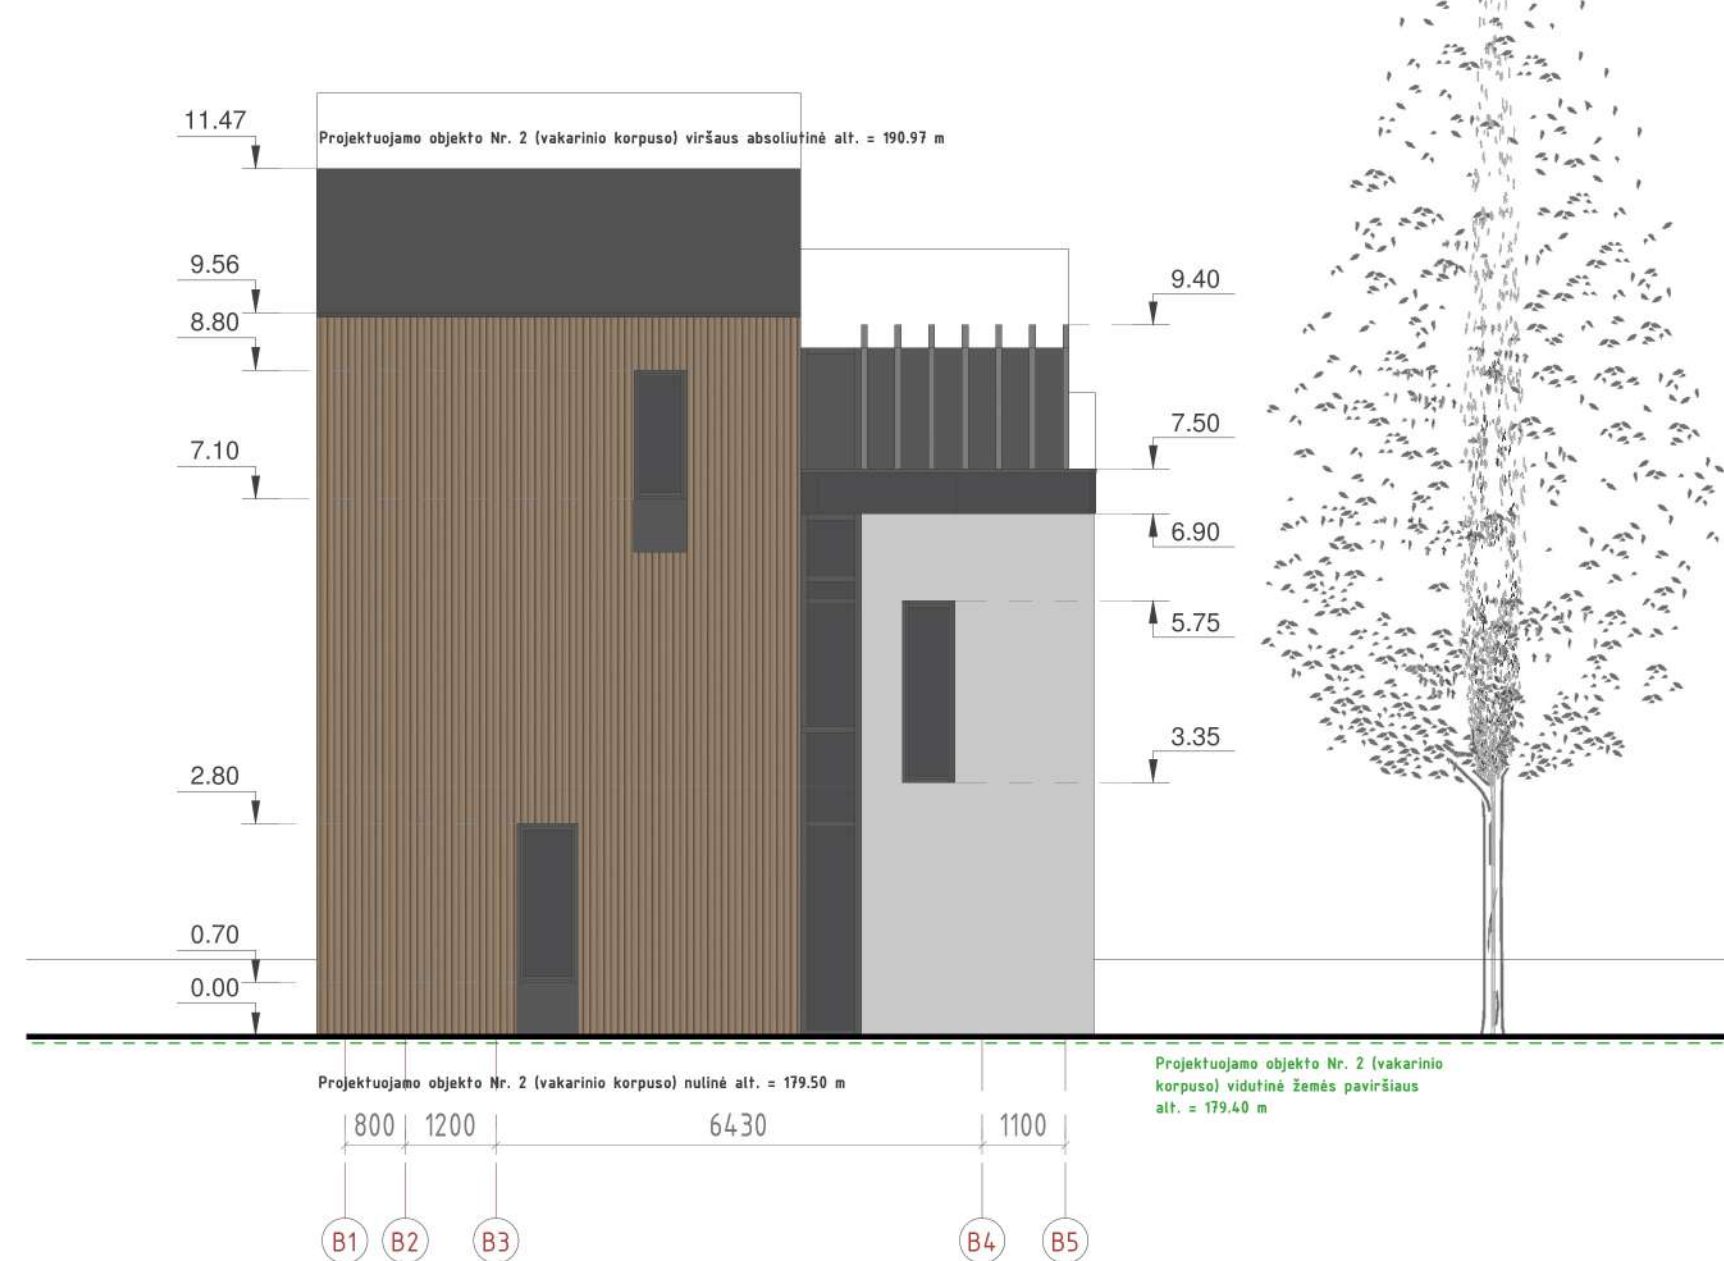 11.47
Projektuojamo objekto Nr. 2 (vakarinio korpuso) viršaus absoliutinė alt. = 190.97 m
9.56
9.40
8.80
7.50
7.10
6.90
5.75
3.35
2.80
0.70
0.00
Projektuojamo objekto Nr. 2 (vakarinio
korpuso) vidutinė žemės paviršiaus
alt. = 179.40 m
Projektuojamo objekto Nr. 2 (vakarinio korpuso) nulinė alt. = 179.50 m
800 1200 6430 1100
B1 B2 B3 B4 B5